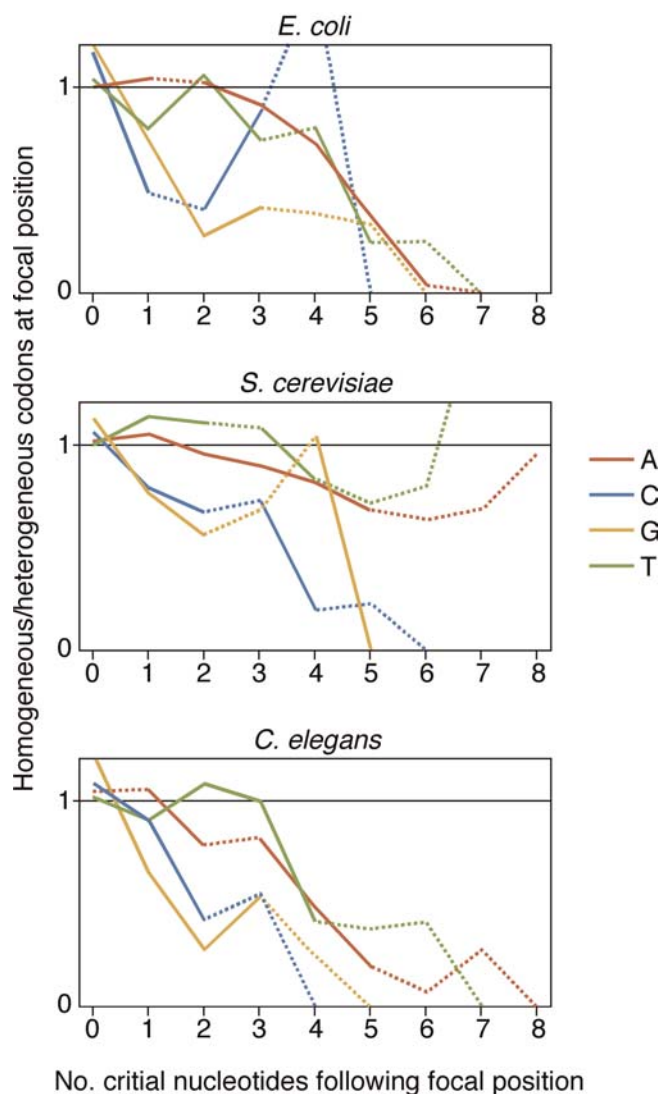 E. coli
1
0
0 1 2 3 4 5 6 7 8
S. cerevisiae
1
0
0 1 2 3 4 5 6 7 8
C. elegans
1
0
0 1 2 3 4 5 6 7 8
Homogeneous/heterogeneous codons at focal position
A
C
G
T
No. critial nucleotides following focal position